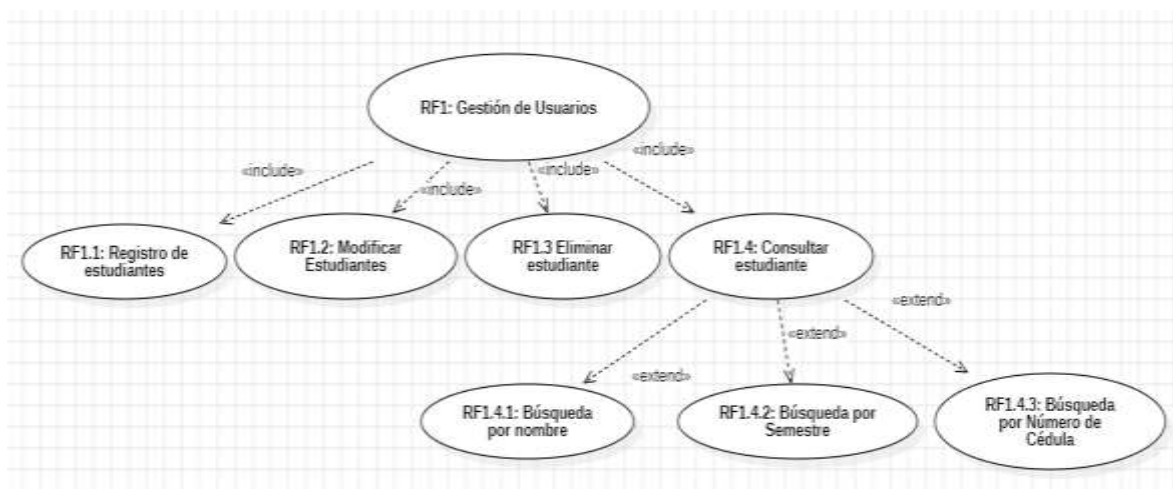 RF1: Gestión de Usuarios
«include»
«include»
«include»
«include»
RF1.1: Registro de
estudiantes
RF1.2: Modificar
Estudiantes
RF1.3 Eliminar
estudiante
RF1.4: Consultar
estudiante
«extend»
«extend»
«extend»
RF1.4.1: Búsqueda
por nombre
RF1.4.2: Búsqueda por
Semestre
RF1.4.3: Búsqueda
por Número de
Cédula